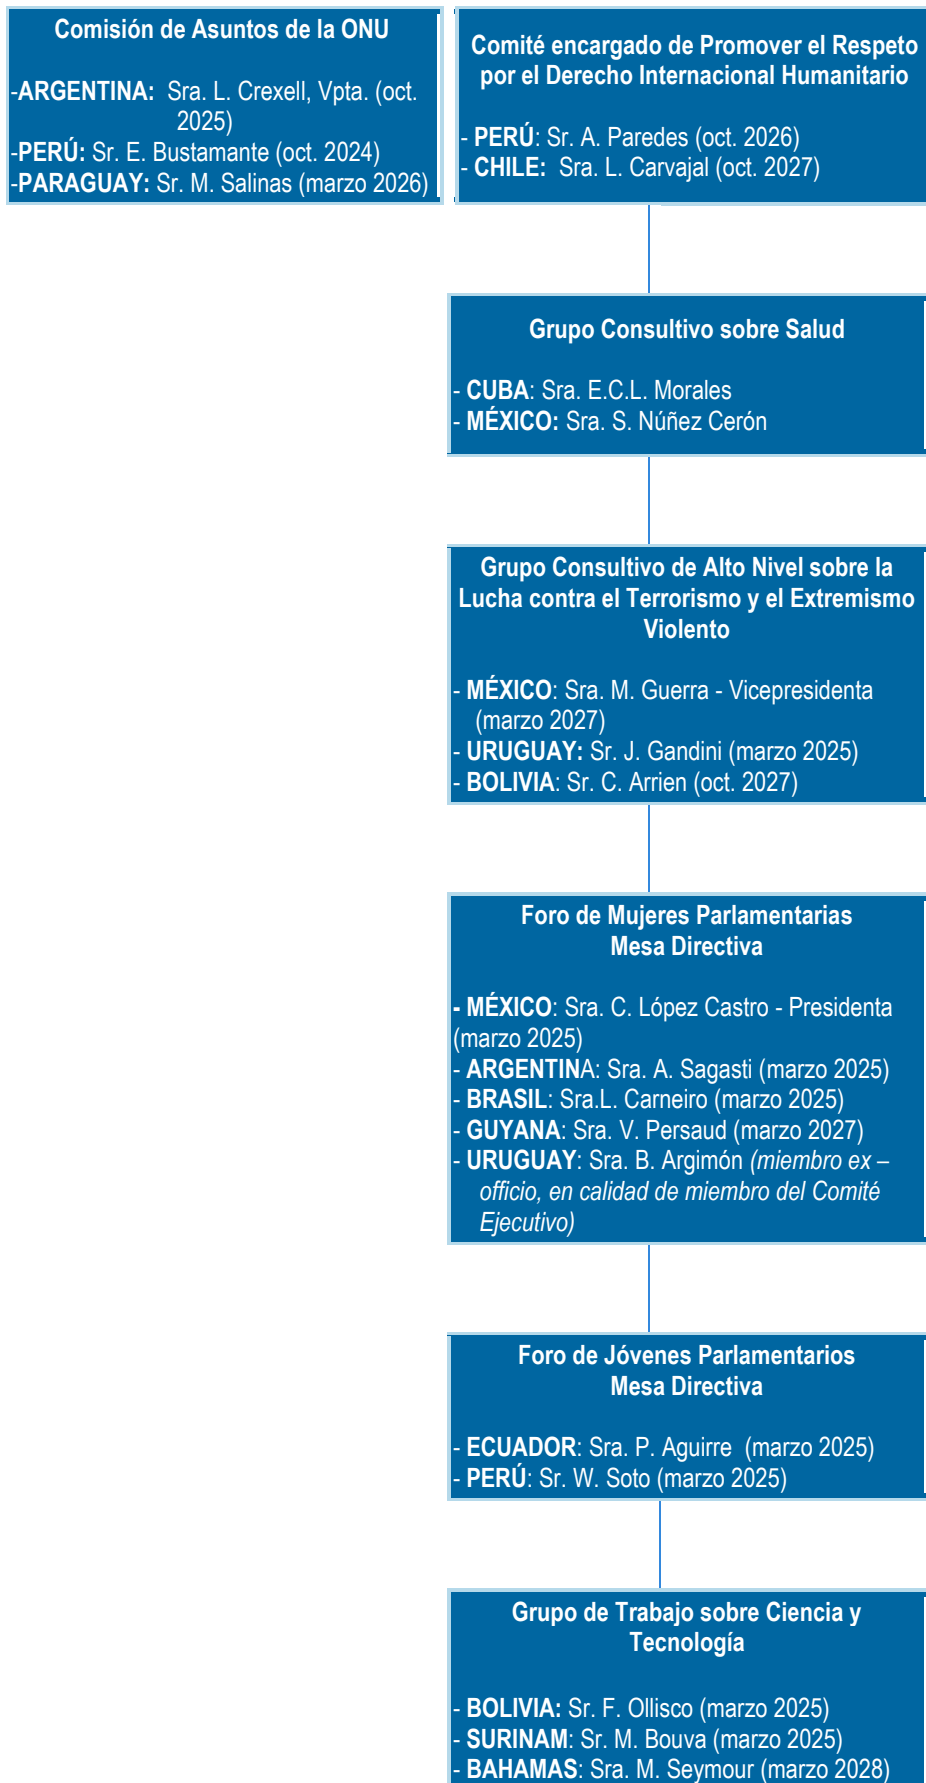 Comisión de Asuntos de la ONU
-ARGENTINA: Sra. L. Crexell, Vpta. (oct.
2025)
-PERÚ: Sr. E. Bustamante (oct. 2024)
-PARAGUAY: Sr. M. Salinas (marzo 2026)
Comité encargado de Promover el Respeto
por el Derecho Internacional Humanitario
- PERÚ: Sr. A. Paredes (oct. 2026)
- CHILE: Sra. L. Carvajal (oct. 2027)
Grupo Consultivo sobre Salud
- CUBA: Sra. E.C.L. Morales
- MÉXICO: Sra. S. Núñez Cerón
Grupo Consultivo de Alto Nivel sobre la
Lucha contra el Terrorismo y el Extremismo
Violento
- MÉXICO: Sra. M. Guerra - Vicepresidenta
(marzo 2027)
- URUGUAY: Sr. J. Gandini (marzo 2025)
- BOLIVIA: Sr. C. Arrien (oct. 2027)
Foro de Mujeres Parlamentarias
Mesa Directiva
- MÉXICO: Sra. C. López Castro - Presidenta
(marzo 2025)
- ARGENTINA: Sra. A. Sagasti (marzo 2025)
- BRASIL: Sra.L. Carneiro (marzo 2025)
- GUYANA: Sra. V. Persaud (marzo 2027)
- URUGUAY: Sra. B. Argimón (miembro ex –
officio, en calidad de miembro del Comité
Ejecutivo)
Foro de Jóvenes Parlamentarios
Mesa Directiva
- ECUADOR: Sra. P. Aguirre (marzo 2025)
- PERÚ: Sr. W. Soto (marzo 2025)
Grupo de Trabajo sobre Ciencia y
Tecnología
- BOLIVIA: Sr. F. Ollisco (marzo 2025)
- SURINAM: Sr. M. Bouva (marzo 2025)
- BAHAMAS: Sra. M. Seymour (marzo 2028)